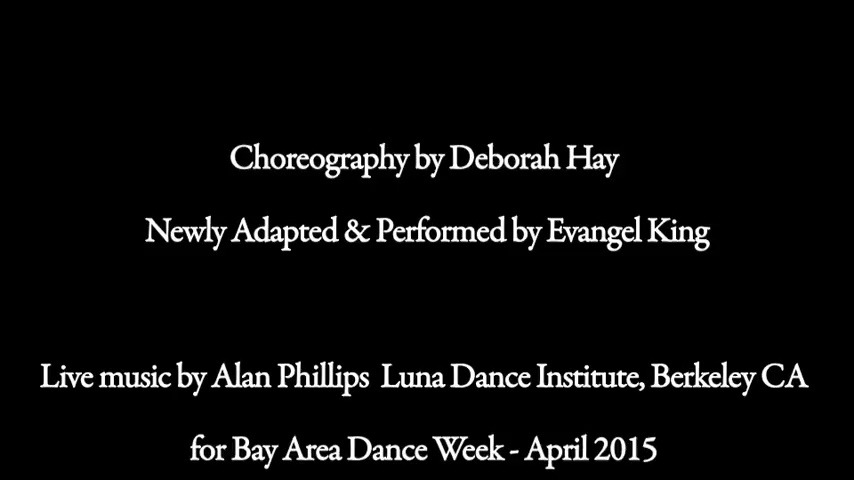 Choreography by Deborah Hay
Newly Adapted & Performed by Evangel King
Live music by Alan Phillips  Luna Dance Institute, Berkeley CA
for Bay Area Dance Week - April 2015